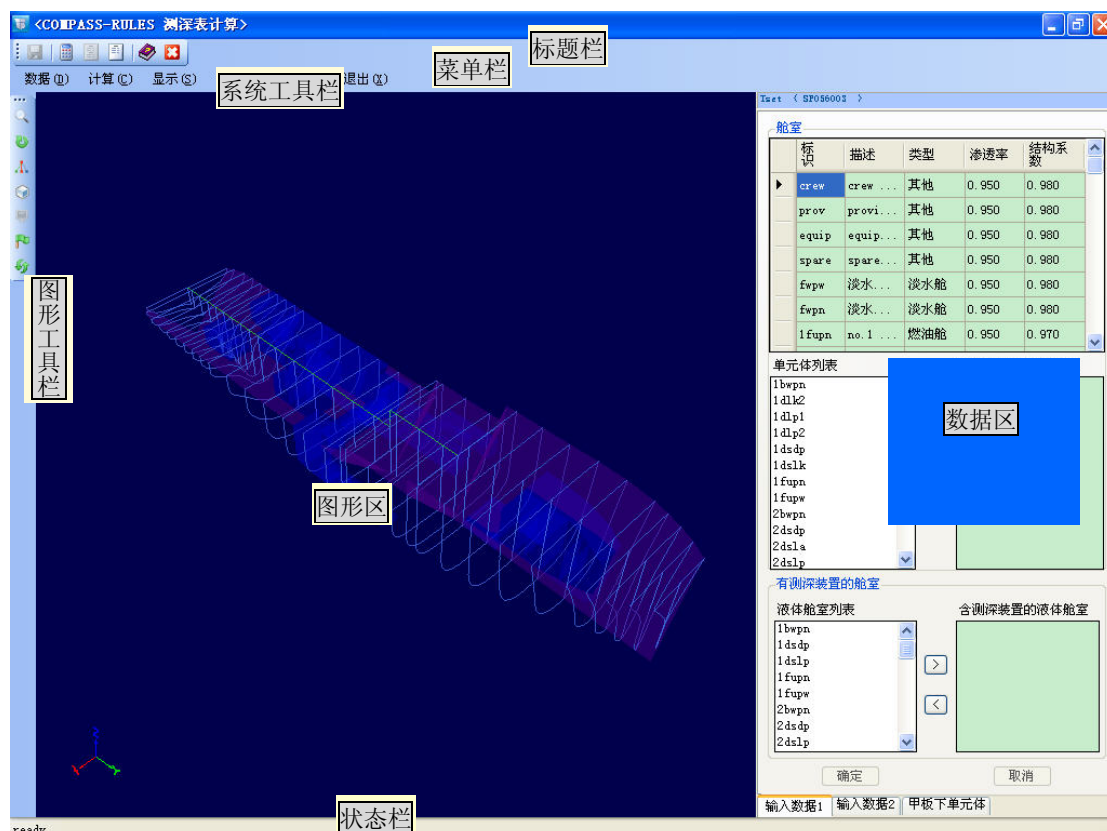 <COMPASS-RULES 测深表计算>
标题栏
菜单栏
数据(D) 计算(C) 显示(S) 退出(X)
系统工具栏
图形工具栏
图形区
状态栏
ready
Tset 〈 SP056003 〉
舱室
标识 描述 类型 渗透率 结构系数
crew crew ... 其他 0.950 0.980
prov provi... 其他 0.950 0.980
equip equip... 其他 0.950 0.980
spare spare... 其他 0.950 0.980
fwpw 淡水... 淡水舱 0.950 0.980
fwpn 淡水... 淡水舱 0.950 0.980
1fupn no.1 ... 燃油舱 0.950 0.970
单元体列表
1bwpn
1dlk2
1dlp1
1dlp2
1dsdp
1dslk
1fupn
1fupw
2bwpn
2dsdp
2dsla
2dslp
数据区
有测深装置的舱室
液体舱室列表 含测深装置的液体舱室
1bwpn
1dsdp
1dslp
1fupn
1fupw
2bwpn
2dsdp
2dslp
>
<
确定 取消
输入数据1 输入数据2 甲板下单元体